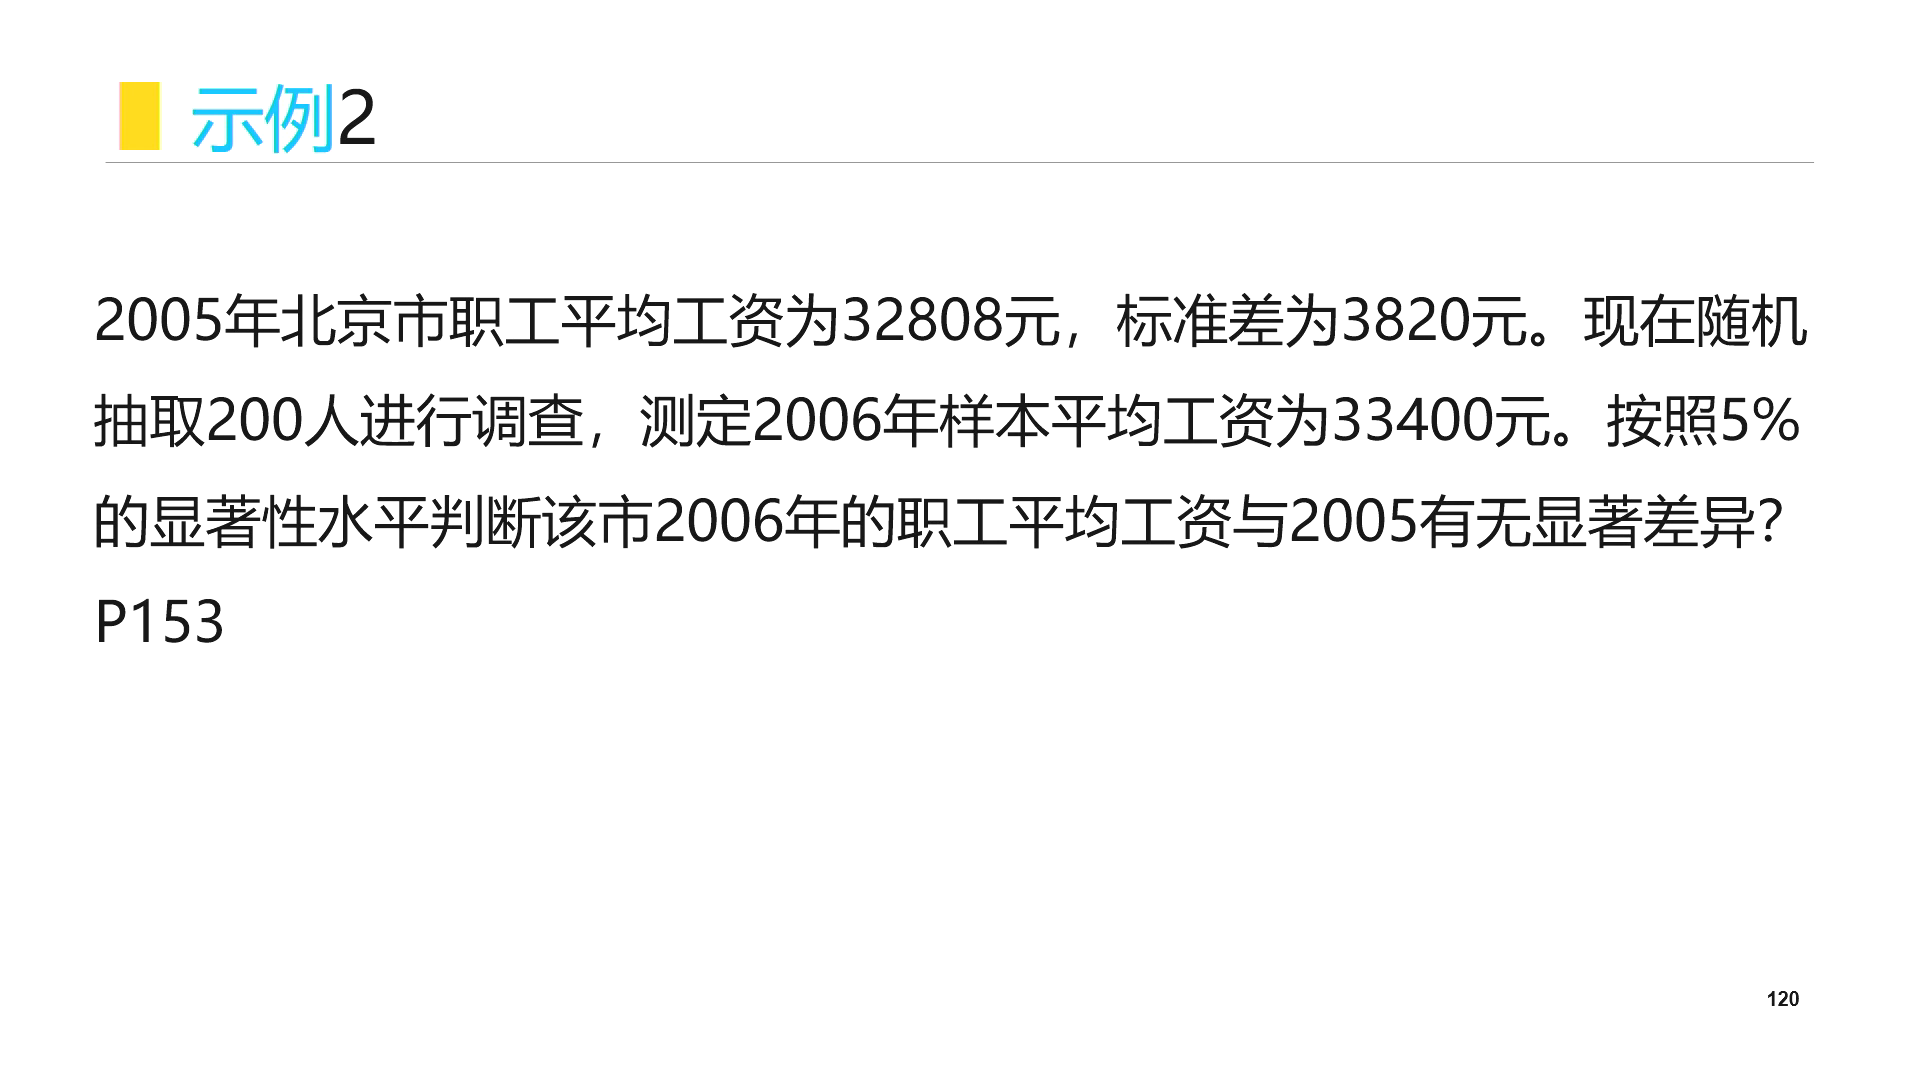 示例2
2005年北京市职工平均工资为32808元，标准差为3820元。现在随机
抽取200人进行调查，测定2006年样本平均工资为33400元。按照5%
的显著性水平判断该市2006年的职工平均工资与2005有无显著差异？
P153
120